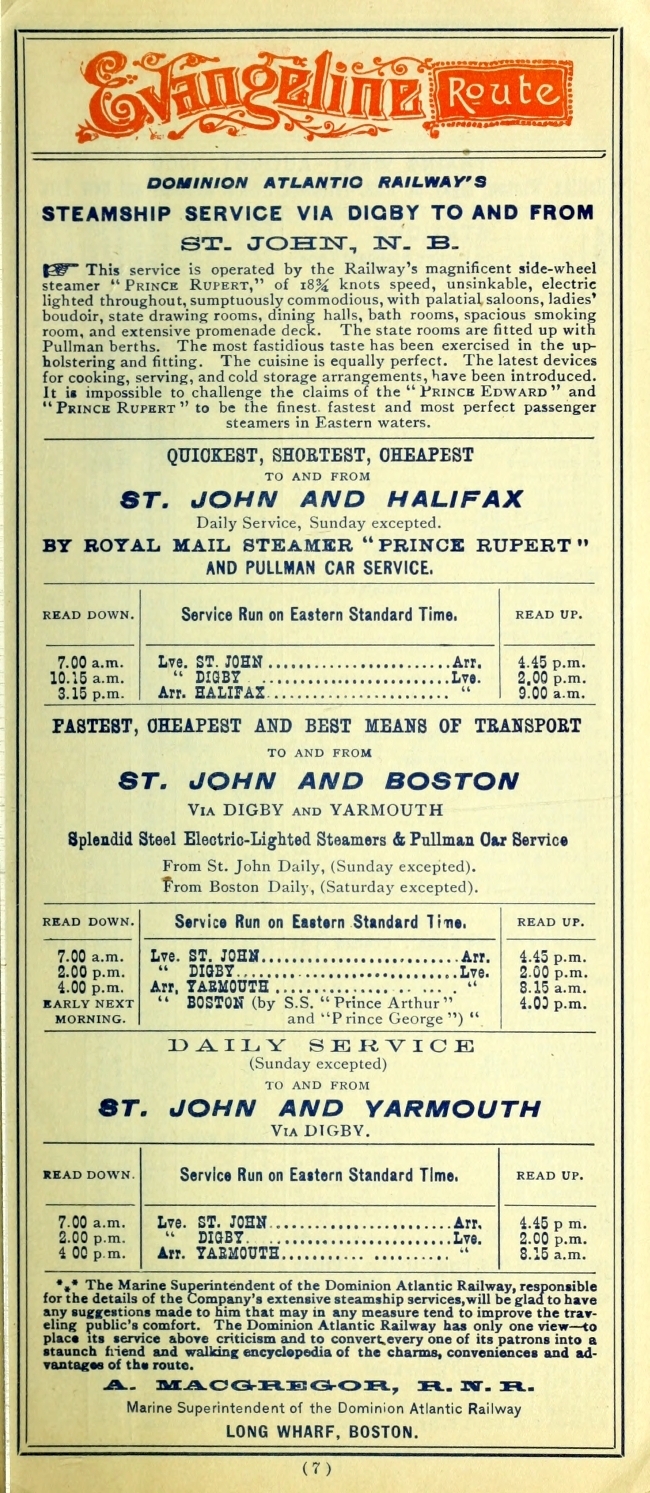 Evangeline Route
DOMINION ATLANTIC RAILWAY'S
STEAMSHIP SERVICE VIA DIGBY TO AND FROM
ST. JOHN, N. B.
☞ This service is operated by the Railway's magnificent side-wheel
steamer "PRINCE RUPERT," of 18¾ knots speed, unsinkable, electric
lighted throughout, sumptuously commodious, with palatial saloons, ladies'
boudoir, state drawing rooms, dining halls, bath rooms, spacious smoking
room, and extensive promenade deck. The state rooms are fitted up with
Pullman berths. The most fastidious taste has been exercised in the up-
holstering and fitting. The cuisine is equally perfect. The latest devices
for cooking, serving, and cold storage arrangements, have been introduced.
It is impossible to challenge the claims of the "PRINCE EDWARD" and
"PRINCE RUPERT" to be the finest. fastest and most perfect passenger
steamers in Eastern waters.
QUICKEST, SHORTEST, CHEAPEST
TO AND FROM
ST. JOHN AND HALIFAX
Daily Service, Sunday excepted.
BY ROYAL MAIL STEAMER "PRINCE RUPERT"
AND PULLMAN CAR SERVICE.
READ DOWN. Service Run on Eastern Standard Time. READ UP.
7.00 a.m. Lve. ST. JOHN..........................Arr. 4.45 p.m.
10.15 a.m. " DIGBY ..........................Lve. 2.00 p.m.
3.15 p.m. Arr. HALIFAX.......................... " 9.00 a.m.
FASTEST, CHEAPEST AND BEST MEANS OF TRANSPORT
TO AND FROM
ST. JOHN AND BOSTON
VIA DIGBY AND YARMOUTH
Splendid Steel Electric-Lighted Steamers & Pullman Car Service
From St. John Daily, (Sunday excepted).
From Boston Daily, (Saturday excepted).
READ DOWN. Service Run on Eastern Standard Time. READ UP.
7.00 a.m. Lve. ST. JOHN............................Arr. 4.45 p.m.
2.00 p.m. " DIGBY...............................Lve. 2.00 p.m.
4.00 p.m. Arr. YARMOUTH .................. " 8.15 a.m.
EARLY NEXT " BOSTON (by S.S. "Prince Arthur" 4.00 p.m.
MORNING. and "Prince George") "
DAILY SERVICE
(Sunday excepted)
TO AND FROM
ST. JOHN AND YARMOUTH
VIA DIGBY.
READ DOWN. Service Run on Eastern Standard Time. READ UP.
7.00 a.m. Lve. ST. JOHN..........................Arr. 4.45 p m.
2.00 p.m. " DIGBY..........................Lve. 2.00 p.m.
4 00 p.m. Arr. YARMOUTH........... .......... " 8.15 a.m.
*⁎* The Marine Superintendent of the Dominion Atlantic Railway, responsible
for the details of the Company's extensive steamship services, will be glad to have
any suggestions made to him that may in any measure tend to improve the trav-
eling public's comfort. The Dominion Atlantic Railway has only one view—to
place its service above criticism and to convert every one of its patrons into a
staunch friend and walking encyclopedia of the charms, conveniences and ad-
vantages of the route.
A. MACGREGOR, R. N. R.
Marine Superintendent of the Dominion Atlantic Railway
LONG WHARF, BOSTON.
(7)